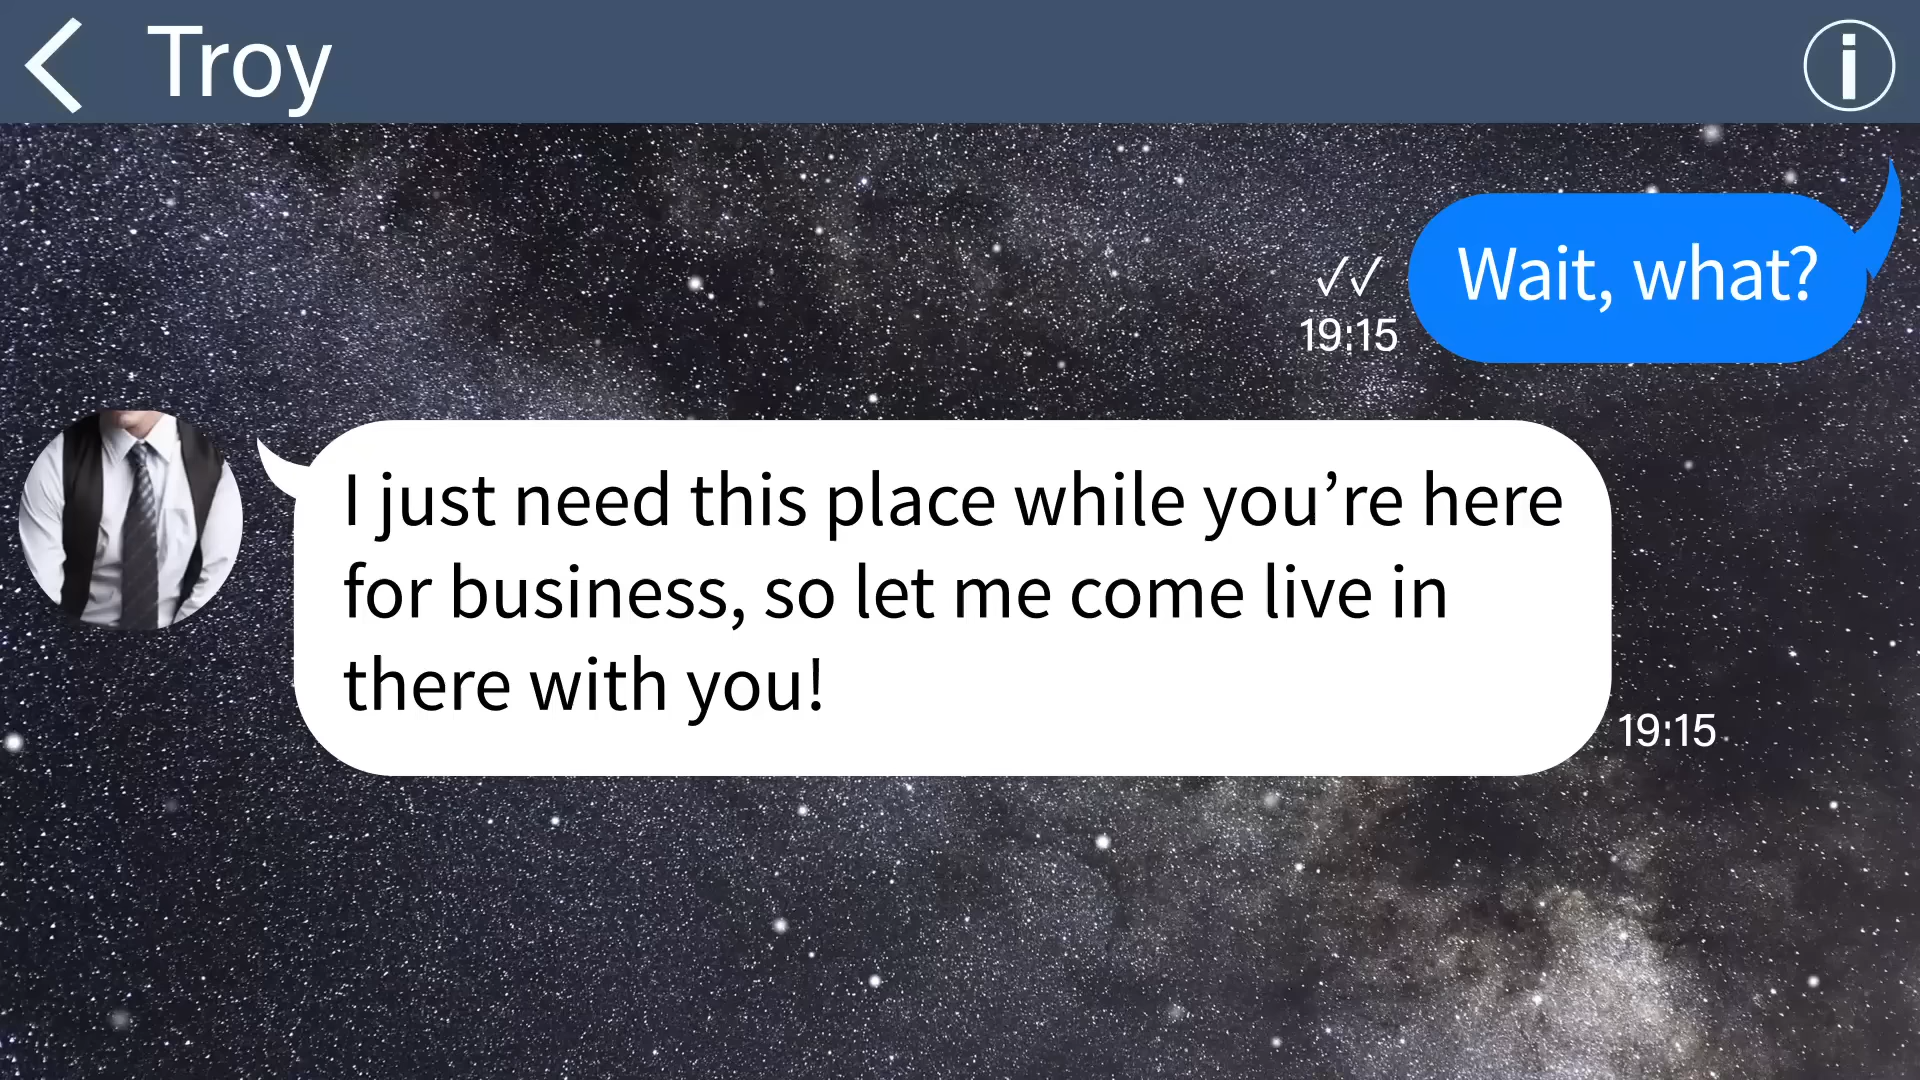 Troy
Wait, what?
✓✓
19:15
I just need this place while you’re here
for business, so let me come live in
there with you!
19:15